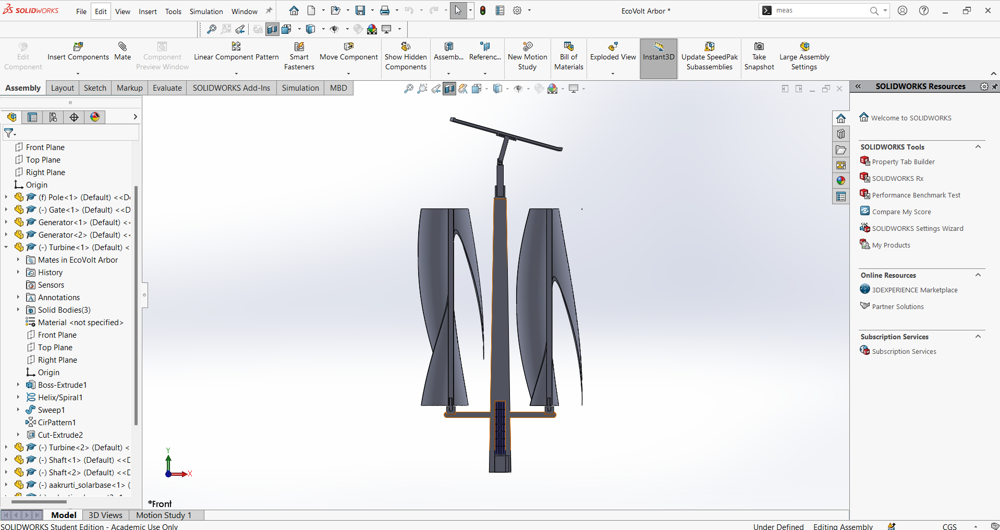 SOLIDWORKS
File Edit View Insert Tools Simulation Window
EcoVolt Arbor *
meas
Edit Component
Insert Components
Mate
Component Preview Window
Linear Component Pattern
Smart Fasteners
Move Component
Show Hidden Components
Assemb...
Referenc...
New Motion Study
Bill of Materials
Exploded View
Instant3D
Update SpeedPak Subassemblies
Take Snapshot
Large Assembly Settings
Assembly Layout Sketch Markup Evaluate SOLIDWORKS Add-Ins Simulation MBD
Front Plane
Top Plane
Right Plane
Origin
(f) Pole<1> (Default) <<De
(-) Gate<1> (Default) <<D
Generator<1> (Default) <<
Generator<2> (Default) <<
(-) Turbine<1> (Default) <
Mates in EcoVolt Arbor
History
Sensors
Annotations
Solid Bodies(3)
Material <not specified>
Front Plane
Top Plane
Right Plane
Origin
Boss-Extrude1
Helix/Spiral1
Sweep1
CirPattern1
Cut-Extrude2
(-) Turbine<2> (Default) <
(-) Shaft<1> (Default) <<D
(-) Shaft<2> (Default) <<D
(-) aakrurti_solarbase<1> (
Y
X
*Front
SOLIDWORKS Resources
Welcome to SOLIDWORKS
SOLIDWORKS Tools
Property Tab Builder
SOLIDWORKS Rx
Performance Benchmark Test
Compare My Score
SOLIDWORKS Settings Wizard
My Products
Online Resources
3DEXPERIENCE Marketplace
Partner Solutions
Subscription Services
Subscription Services
Model 3D Views Motion Study 1
SOLIDWORKS Student Edition - Academic Use Only
Under Defined Editing Assembly CGS